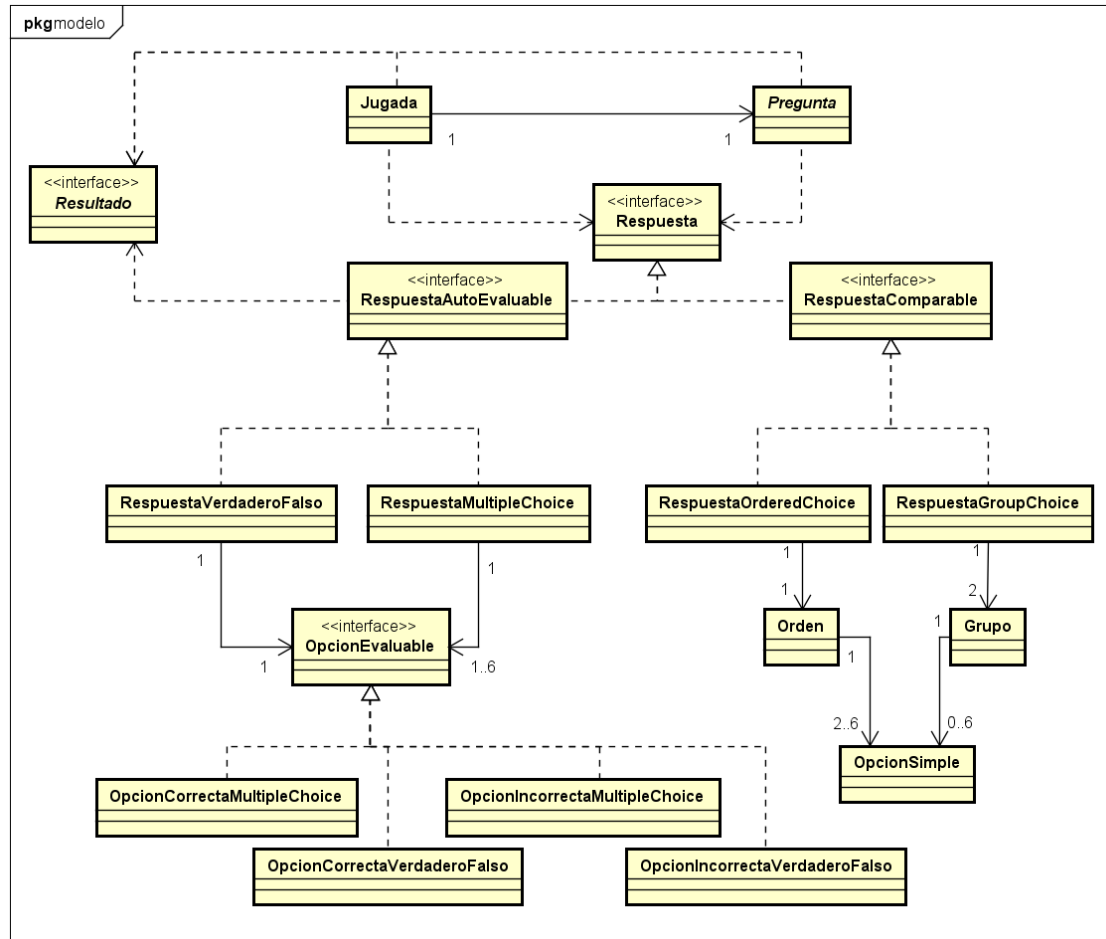 pkg modelo
Jugada
Pregunta
1
1
<<interface>>
Resultado
<<interface>>
Respuesta
<<interface>>
RespuestaAutoEvaluable
<<interface>>
RespuestaComparable
RespuestaVerdaderoFalso
RespuestaMultipleChoice
RespuestaOrderedChoice
RespuestaGroupChoice
1
1
1
1
1
2
<<interface>>
OpcionEvaluable
Orden
Grupo
1
1..6
1
1
2..6
0..6
OpcionSimple
OpcionCorrectaMultipleChoice
OpcionIncorrectaMultipleChoice
OpcionCorrectaVerdaderoFalso
OpcionIncorrectaVerdaderoFalso